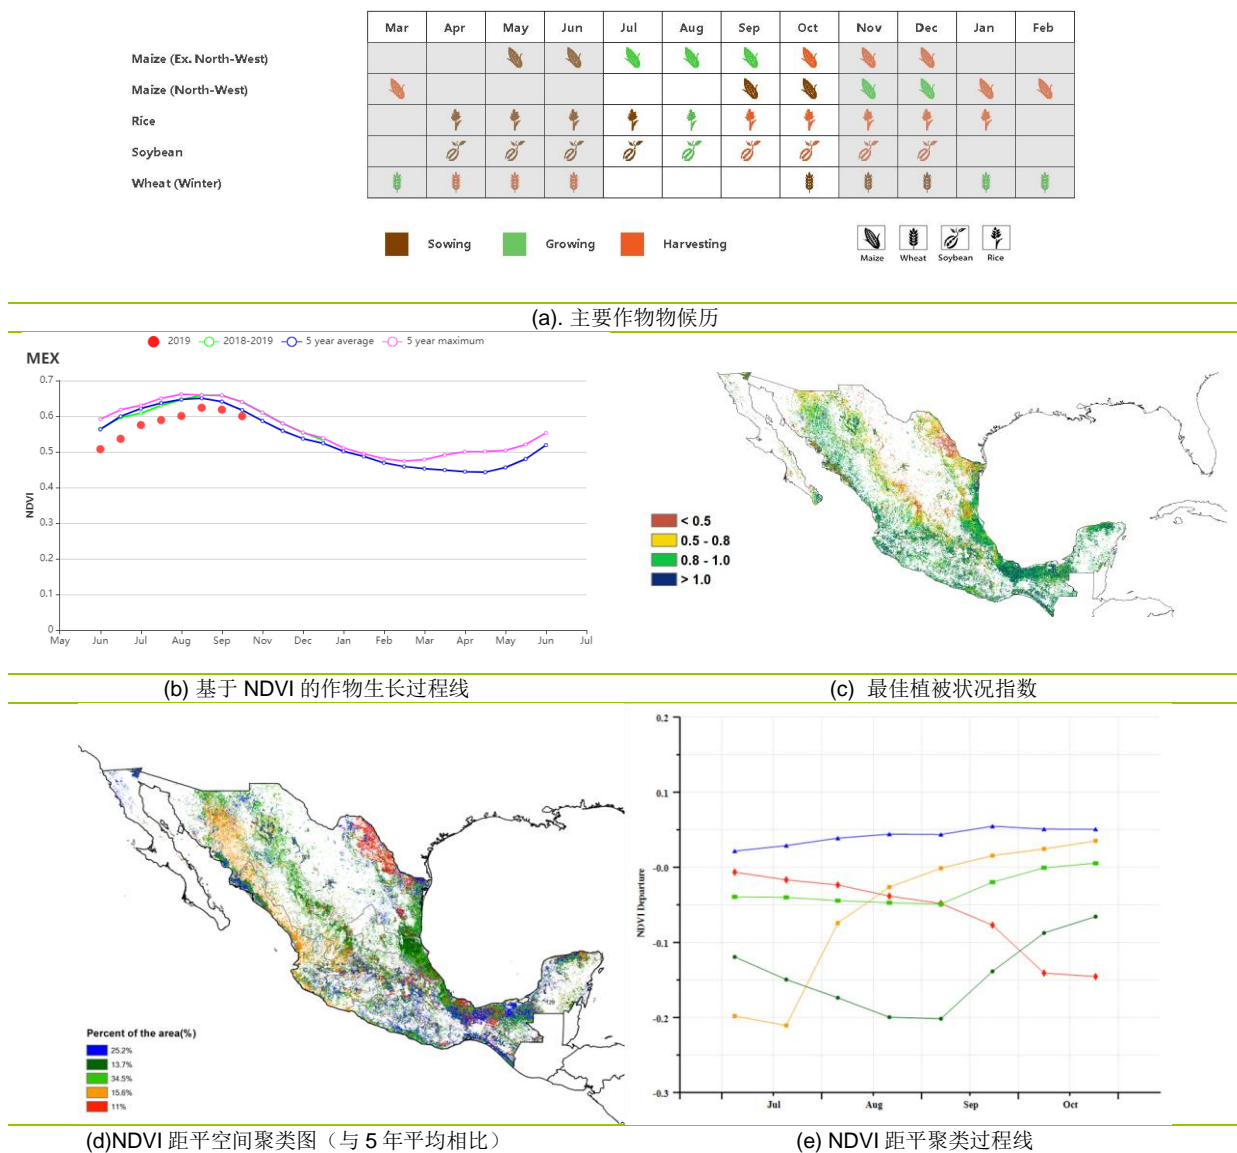 Mar Apr May Jun Jul Aug Sep Oct Nov Dec Jan Feb
Maize (Ex. North-West)
Maize (North-West)
Rice
Soybean
Wheat (Winter)
Sowing Growing Harvesting
Maize Wheat Soybean Rice
(a). 主要作物物候历
2019 2018-2019 5 year average 5 year maximum
MEX
0.7
0.6
0.5
0.4
0.3
0.2
0.1
0
NDVI
May Jun Jul Aug Sep Nov Dec Jan Feb Mar Apr May Jun Jul
< 0.5
0.5 - 0.8
0.8 - 1.0
> 1.0
(b) 基于 NDVI 的作物生长过程线
(c) 最佳植被状况指数
Percent of the area(%)
25.2%
13.7%
34.5%
15.6%
11%
0.2
0.1
-0.0
-0.1
-0.2
-0.3
NDVI Departure
Jul Aug Sep Oct
(d)NDVI 距平空间聚类图（与 5 年平均相比）
(e) NDVI 距平聚类过程线